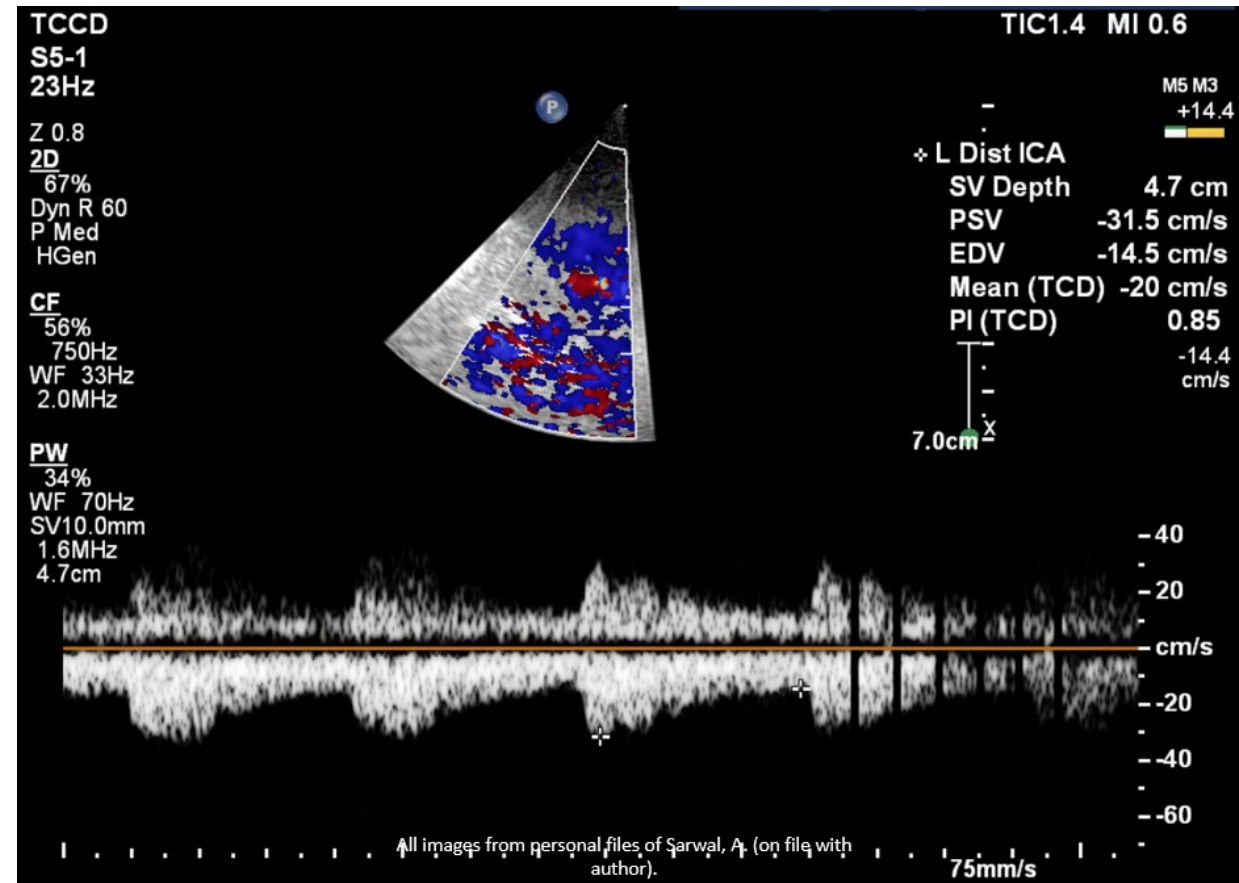 TCCD
S5-1
23Hz
Z 0.8
2D
67%
Dyn R 60
P Med
HGen
CF
56%
750Hz
WF 33Hz
2.0MHz
PW
34%
WF 70Hz
SV10.0mm
1.6MHz
4.7cm
P
TIC1.4 MI 0.6
M5 M3
+14.4
L Dist ICA
SV Depth 4.7 cm
PSV -31.5 cm/s
EDV -14.5 cm/s
Mean (TCD) -20 cm/s
PI (TCD) 0.85
-14.4
cm/s
X
7.0cm
40
20
cm/s
-20
-40
-60
All images from personal files of Sarwal, A. (on file with
author).
75mm/s